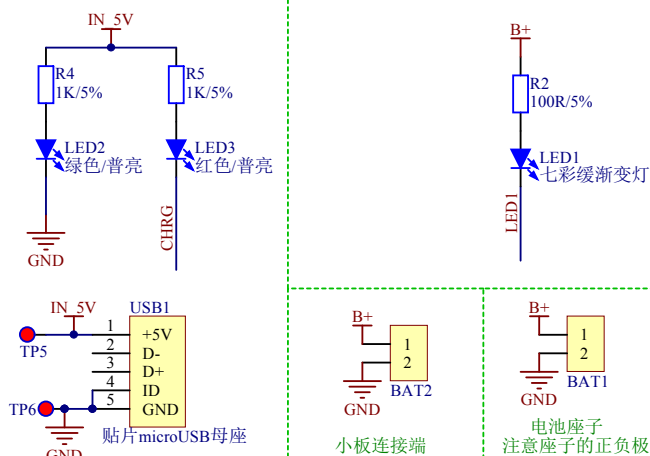 IN_5V
R4
1K/5%
R5
1K/5%
LED2
绿色/普亮
LED3
红色/普亮
CHRG
GND
B+
R2
100R/5%
LED1
七彩缓渐变灯
LED1
IN_5V
USB1
TP5
1 +5V
2 D-
3 D+
4 ID
5 GND
TP6
GND
贴片microUSB母座
B+
1
2
GND
BAT2
小板连接端
B+
1
2
GND
BAT1
电池座子
注意座子的正负极